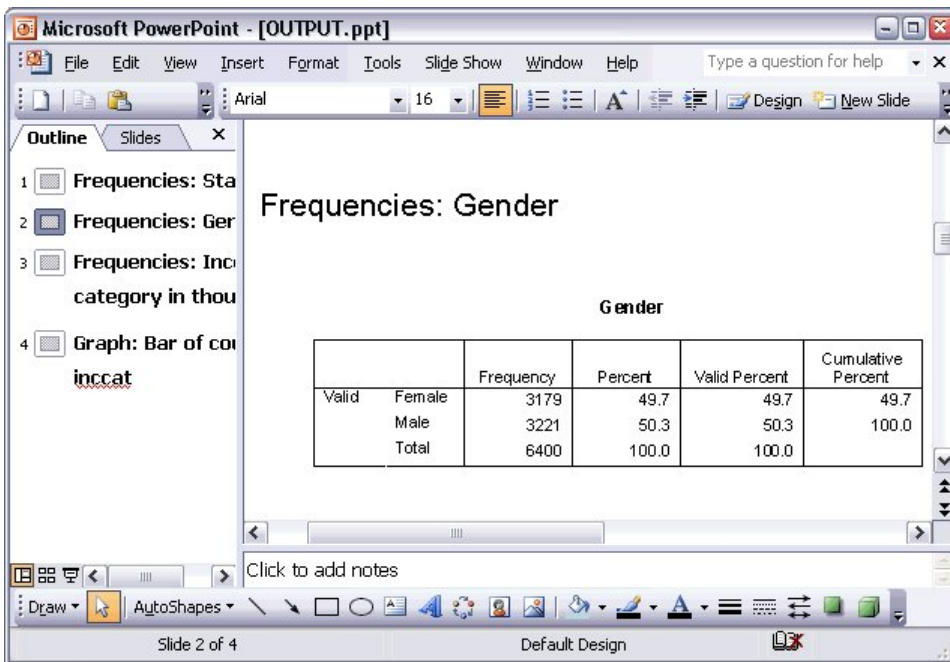 Microsoft PowerPoint - [OUTPUT.ppt]
File Edit View Insert Format Tools Slide Show Window Help Type a question for help
Arial 16 A Design New Slide
Outline Slides
1 Frequencies: Sta
2 Frequencies: Ger
3 Frequencies: Inc
category in thou
4 Graph: Bar of cou
inccat
Frequencies: Gender
Gender
Frequency Percent Valid Percent Cumulative Percent
Valid Female 3179 49.7 49.7 49.7
Male 3221 50.3 50.3 100.0
Total 6400 100.0 100.0
Click to add notes
Draw AutoShapes A
Slide 2 of 4 Default Design